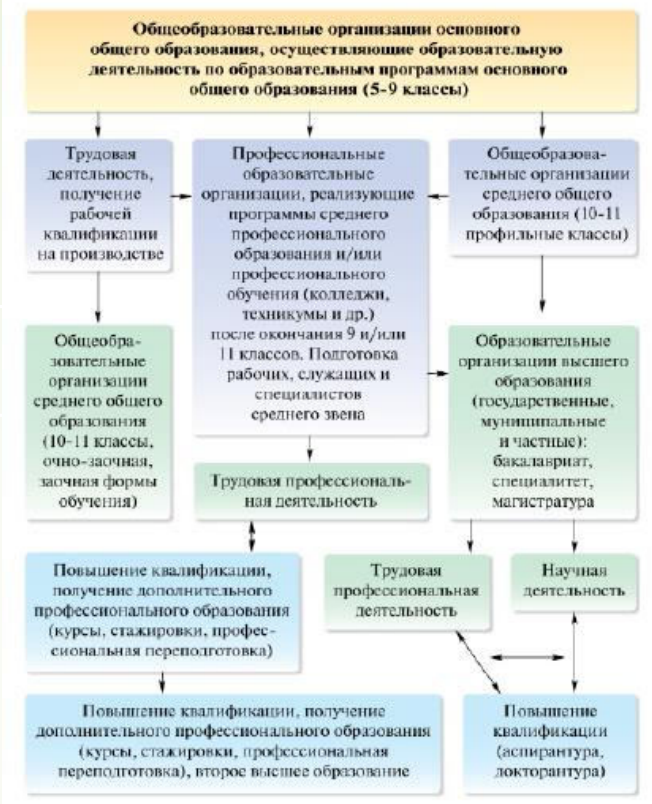 Общеобразовательные организации основного
общего образования, осуществляющие образовательную
деятельность по образовательным программам основного
общего образования (5-9 классы)
Трудовая
деятельность,
получение
рабочей
квалификации
на производстве
Профессиональные
образовательные
организации, реализующие
программы среднего
профессионального
образования и/или
профессионального
обучения (колледжи,
техникумы и др.)
после окончания 9 и/или
11 классов. Подготовка
рабочих, служащих и
специалистов
среднего звена
Общеобразова-
тельные организации
среднего общего
образования (10-11
профильные классы)
Общеобра-
зовательные
организации
среднего общего
образования
(10-11 классы,
очно-заочная,
заочная формы
обучения)
Образовательные
организации высшего
образования
(государственные,
муниципальные
и частные):
бакалавриат,
специалитет,
магистратура
Трудовая профессиональ-
ная деятельность
Повышение квалификации,
получение дополнительного
профессионального образования
(курсы, стажировки, профес-
сиональная переподготовка)
Трудовая
профессиональная
деятельность
Научная
деятельность
Повышение квалификации, получение
дополнительного профессионального образования
(курсы, стажировки, профессиональная
переподготовка), второе высшее образование
Повышение
квалификации
(аспирантура,
докторантура)